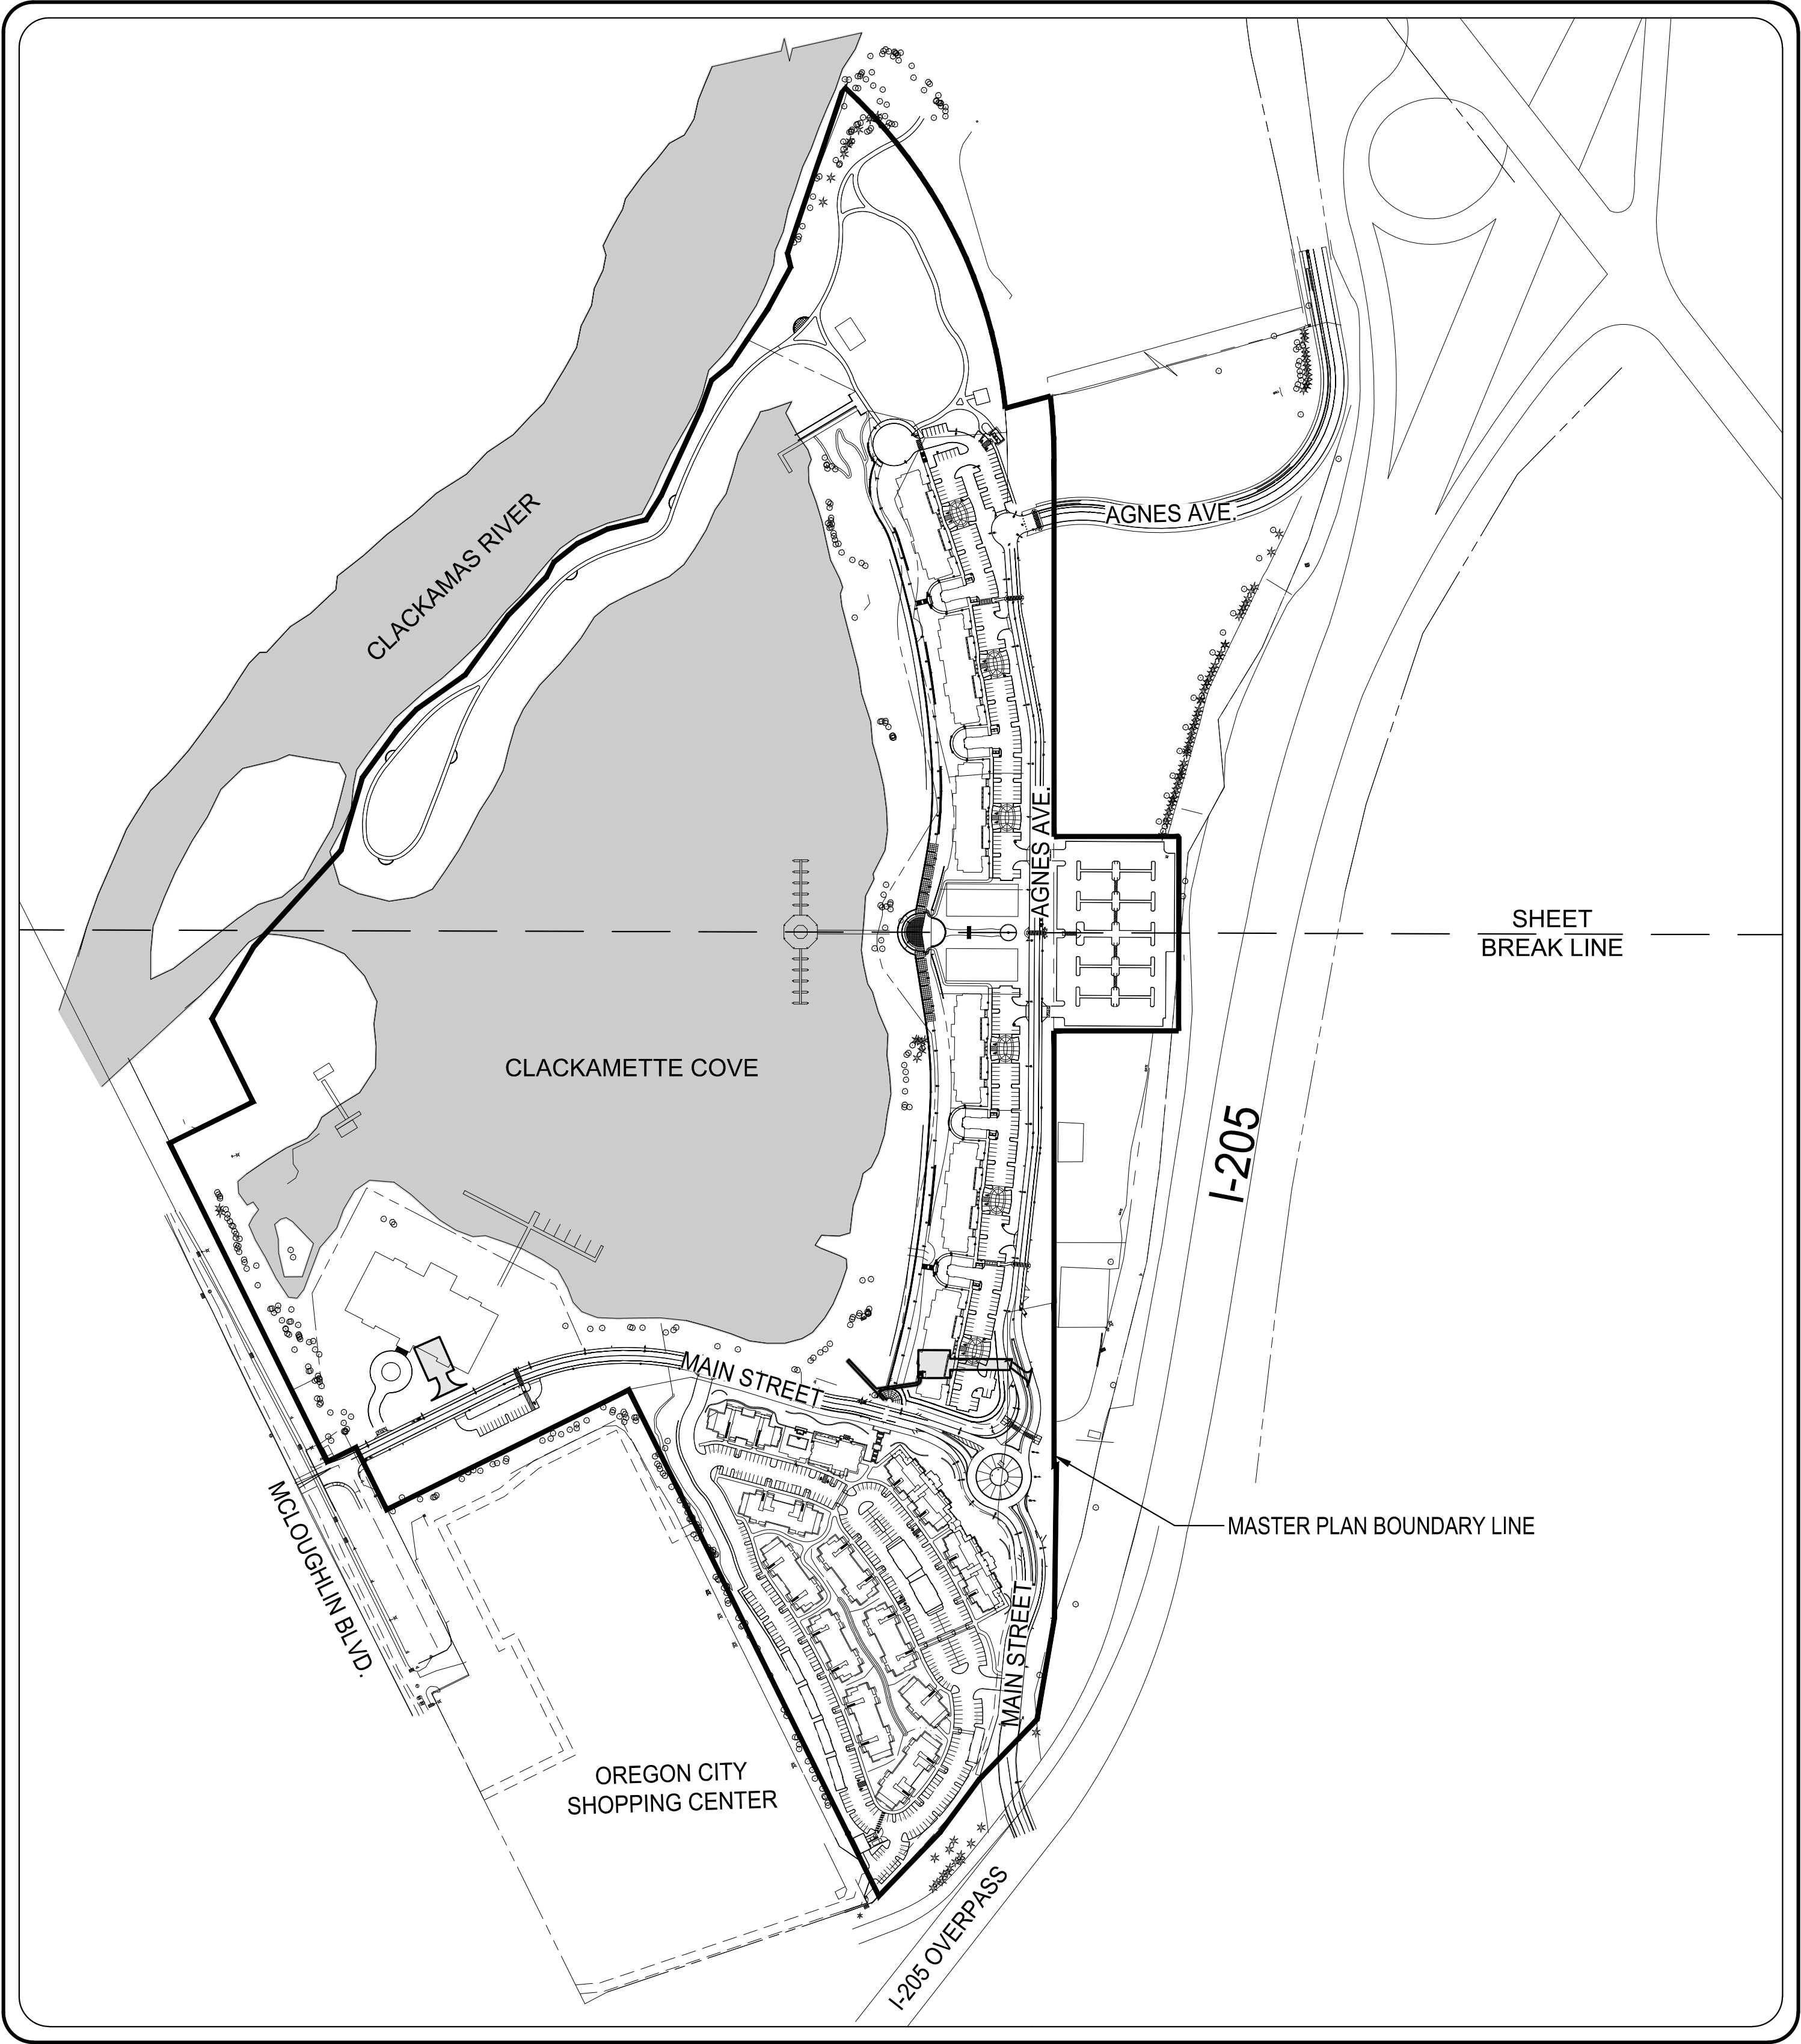 CLACKAMAS RIVER
AGNES AVE.
AGNES AVE.
SHEET
BREAK LINE
CLACKAMETTE COVE
I-205
MAIN STREET
MCLOUGHLIN BLVD.
MASTER PLAN BOUNDARY LINE
MAIN STREET
OREGON CITY
SHOPPING CENTER
I-205 OVERPASS